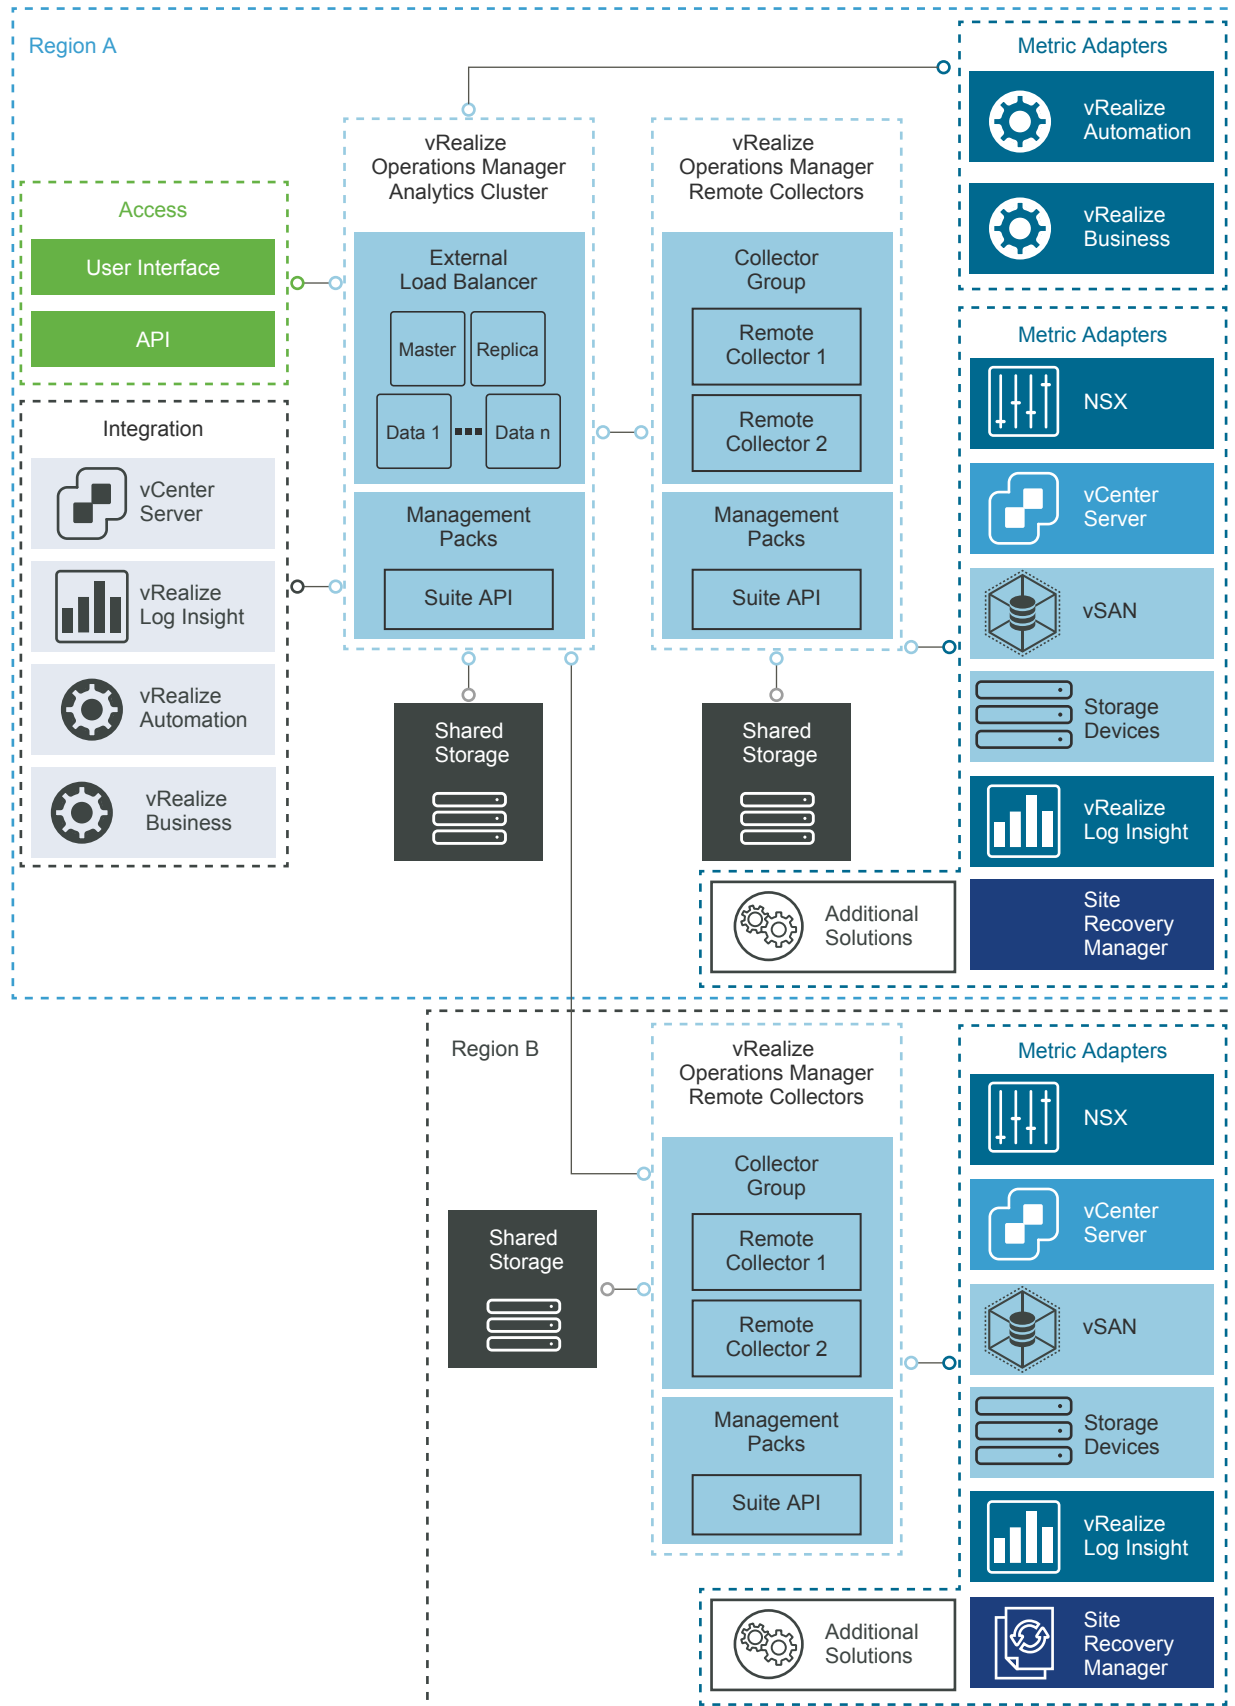 Region A
Access
User Interface
API
Integration
vCenter
Server
vRealize
Log Insight
vRealize
Automation
vRealize
Business
vRealize
Operations Manager
Analytics Cluster
External
Load Balancer
Master
Replica
Data 1
Data n
Management
Packs
Suite API
Shared
Storage
vRealize
Operations Manager
Remote Collectors
Collector
Group
Remote
Collector 1
Remote
Collector 2
Management
Packs
Suite API
Shared
Storage
Metric Adapters
vRealize
Automation
vRealize
Business
Metric Adapters
NSX
vCenter
Server
vSAN
Storage
Devices
vRealize
Log Insight
Site
Recovery
Manager
Additional
Solutions
Region B
Shared
Storage
vRealize
Operations Manager
Remote Collectors
Collector
Group
Remote
Collector 1
Remote
Collector 2
Management
Packs
Suite API
Metric Adapters
NSX
vCenter
Server
vSAN
Storage
Devices
vRealize
Log Insight
Site
Recovery
Manager
Additional
Solutions